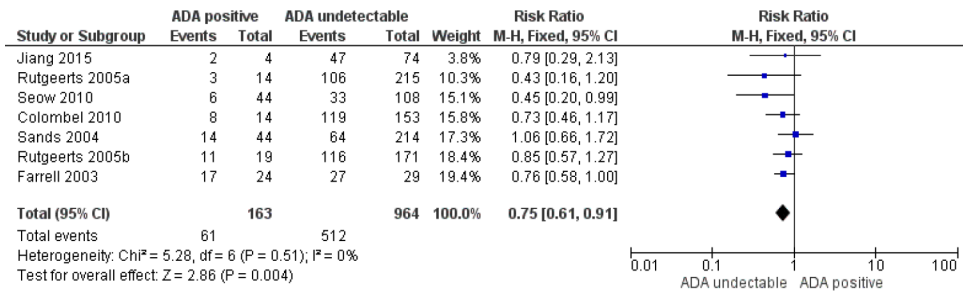 ADA positive ADA undetectable Risk Ratio Risk Ratio
Study or Subgroup Events Total Events Total Weight M-H, Fixed, 95% CI M-H, Fixed, 95% CI
Jiang 2015 2 4 47 74 3.8% 0.79 [0.29, 2.13]
Rutgeerts 2005a 3 14 106 215 10.3% 0.43 [0.16, 1.20]
Seow 2010 6 44 33 108 15.1% 0.45 [0.20, 0.99]
Colombel 2010 8 14 119 153 15.8% 0.73 [0.46, 1.17]
Sands 2004 14 44 64 214 17.3% 1.06 [0.66, 1.72]
Rutgeerts 2005b 11 19 116 171 18.4% 0.85 [0.57, 1.27]
Farrell 2003 17 24 27 29 19.4% 0.76 [0.58, 1.00]
Total (95% CI) 163 964 100.0% 0.75 [0.61, 0.91]
Total events 61 512
Heterogeneity: Chi² = 5.28, df = 6 (P = 0.51); I² = 0%
Test for overall effect: Z = 2.86 (P = 0.004)
0.01 0.1 1 10 100
ADA undectable ADA positive